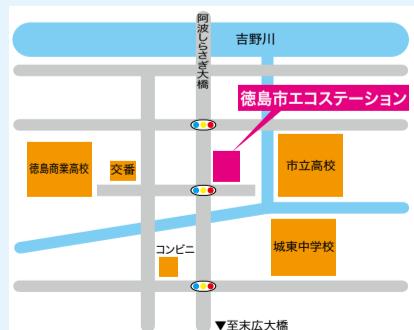 吉野川
阿波しらさぎ大橋
徳島市エコステーション
徳島商業高校
交番
市立高校
城東中学校
コンビニ
▼至末広大橋